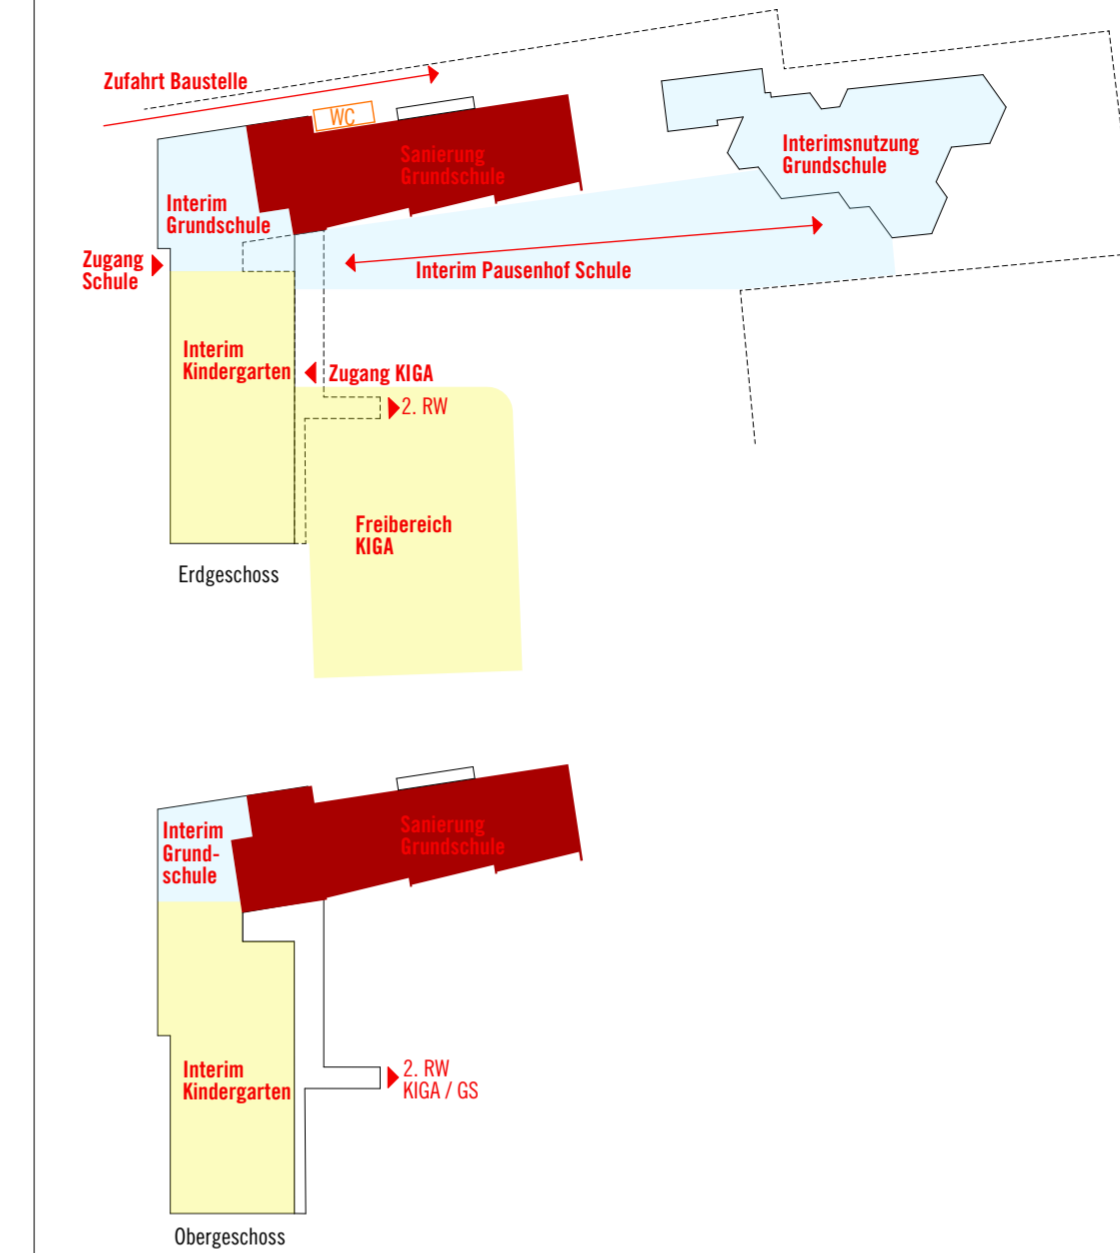 Zufahrt Baustelle
WC
Sanierung
Grundschule
Interimsnutzung
Grundschule
Interim
Grundschule
Zugang
Schule
Interim Pausenhof Schule
Interim
Kindergarten
Zugang KIGA
2. RW
Freibereich
KIGA
Erdgeschoss
Interim
Grund-
schule
Sanierung
Grundschule
Interim
Kindergarten
2. RW
KIGA / GS
Obergeschoss